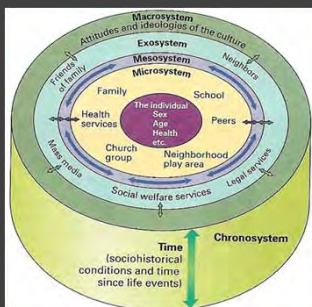 Macrosystem
Attitudes and ideologies of the culture
Exosystem
Mesosystem
Microsystem
Friends of family
Neighbors
Family
School
The individual
Sex
Age
Health
etc.
Health services
Peers
Church group
Neighborhood play area
Mass media
Social welfare services
Legal services
Time
(sociohistorical
conditions and time
since life events)
Chronosystem